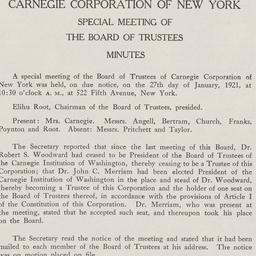 CARNEGIE CORPORATION OF NEW YORK
SPECIAL MEETING OF
THE BOARD OF TRUSTEES
MINUTES
A special meeting of the Board of Trustees of Carnegie Corporation of
New York was held, on due notice, on the 27th day of January, 1921, at
10:30 o'clock A. M., at 522 Fifth Avenue, New York.
Elihu Root, Chairman of the Board of Trustees, presided.
Present: Mrs. Carnegie. Messrs. Angell, Bertram, Church, Franks,
Poynton and Root. Absent: Messrs. Pritchett and Taylor.
The Secretary reported that since the last meeting of this Board, Dr.
Robert S. Woodward had ceased to be President of the Board of Trustees of
the Carnegie Institution of Washington, thereby ceasing to be a Trustee of this
Corporation; that Dr. John C. Merriam had been elected President of the
Carnegie Institution of Washington in the place and stead of Dr. Woodward,
thereby becoming a Trustee of this Corporation and the holder of one seat on
the Board of Trustees thereof, in accordance with the provisions of Article I
of the Constitution of this Corporation. Dr. Merriam, who was present at
the meeting, stated that he accepted such seat, and thereupon took his place
on the Board.
The Secretary read the notice of the meeting and stated that it had been
mailed to each member of the Board of Trustees at his address. The notice
was on motion placed on file.